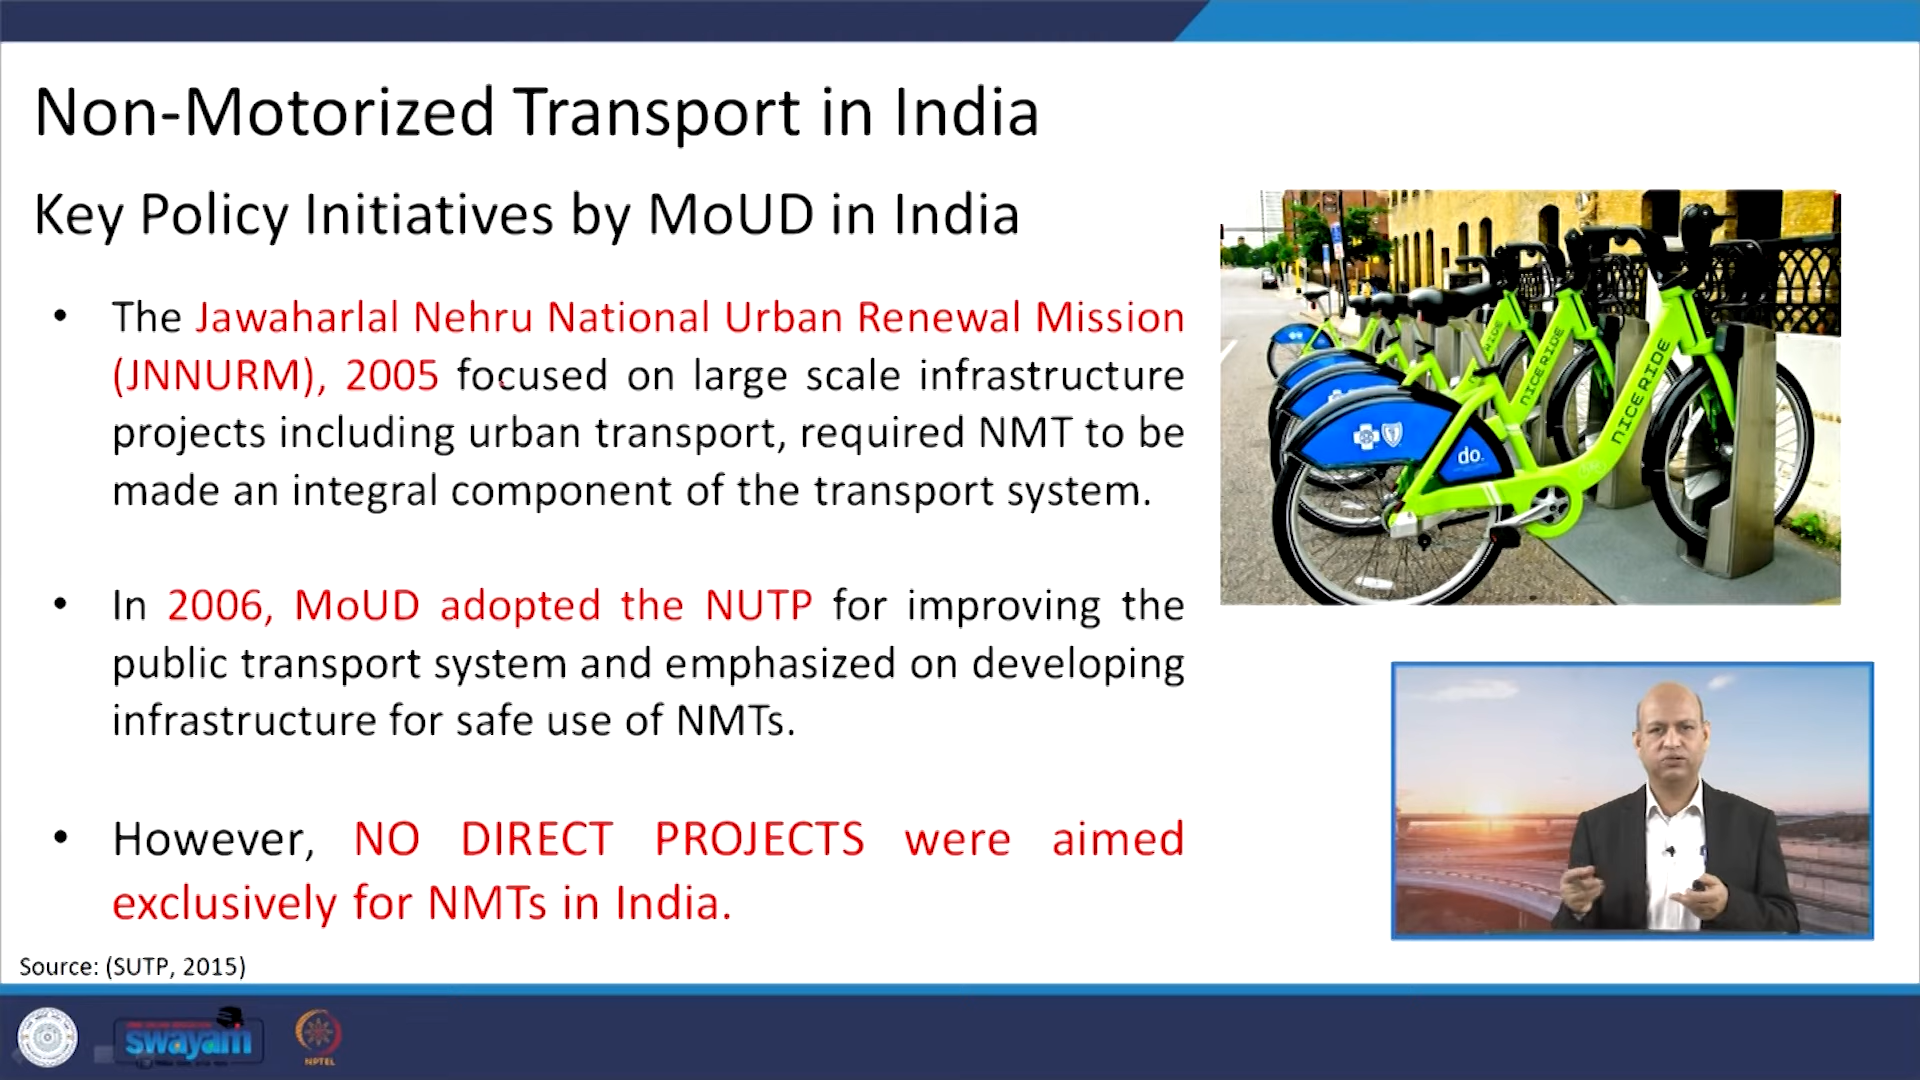 Non-Motorized Transport in India
Key Policy Initiatives by MoUD in India
• The Jawaharlal Nehru National Urban Renewal Mission
(JNNURM), 2005 focused on large scale infrastructure
projects including urban transport, required NMT to be
made an integral component of the transport system.
• In 2006, MoUD adopted the NUTP for improving the
public transport system and emphasized on developing
infrastructure for safe use of NMTs.
• However, NO DIRECT PROJECTS were aimed
exclusively for NMTs in India.
Source: (SUTP, 2015)
NICE RIDE
NICE RIDE
NICE RIDE
do.
swayam
NPTEL